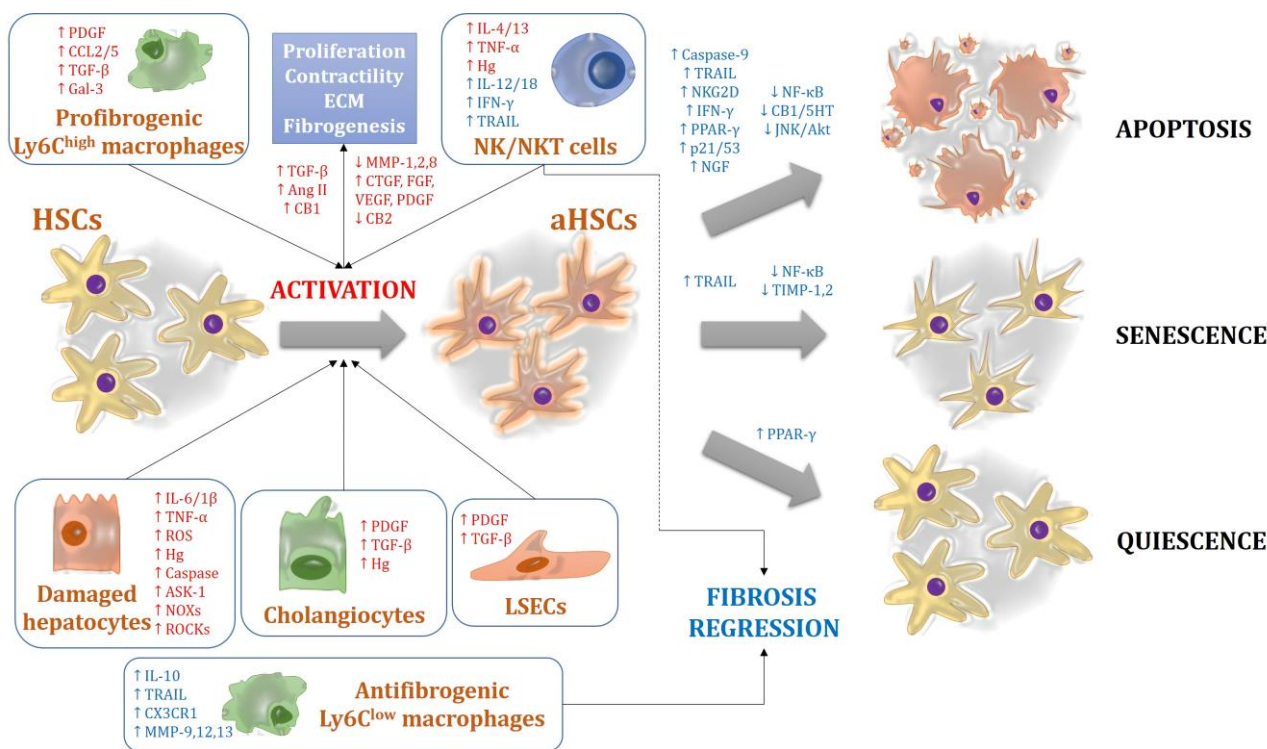 ↑ PDGF
↑ CCL2/5
↑ TGF-β
↑ Gal-3
Profibrogenic
Ly6Chigh macrophages
Proliferation
Contractility
ECM
Fibrogenesis
↑ IL-4/13
↑ TNF-α
↑ Hg
↑ IL-12/18
↑ IFN-γ
↑ TRAIL
NK/NKT cells
↑ TGF-β
↑ Ang II
↑ CB1
↓ MMP-1,2,8
↑ CTGF, FGF,
VEGF, PDGF
↓ CB2
↑ Caspase-9
↑ TRAIL
↑ NKG2D
↑ IFN-γ
↑ PPAR-γ
↑ p21/53
↑ NGF
↓ NF-κB
↓ CB1/5HT
↓ JNK/Akt
APOPTOSIS
HSCs
ACTIVATION
aHSCs
↑ TRAIL
↓ NF-κB
↓ TIMP-1,2
SENESCENCE
↑ PPAR-γ
QUIESCENCE
↑ IL-6/1β
↑ TNF-α
↑ ROS
↑ Hg
↑ Caspase
↑ ASK-1
↑ NOXs
↑ ROCKs
Damaged
hepatocytes
↑ PDGF
↑ TGF-β
↑ Hg
Cholangiocytes
↑ PDGF
↑ TGF-β
LSECs
FIBROSIS
REGRESSION
↑ IL-10
↑ TRAIL
↑ CX3CR1
↑ MMP-9,12,13
Antifibrogenic
Ly6Clow macrophages